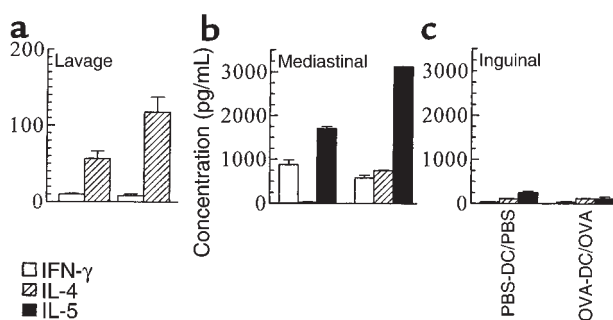 a
Lavage
200
100
0
b
Mediastinal
Concentration (pg/mL)
3000
2000
1000
0
c
Inguinal
3000
2000
1000
0
PBS-DC/PBS
OVA-DC/OVA
IFN-γ
IL-4
IL-5